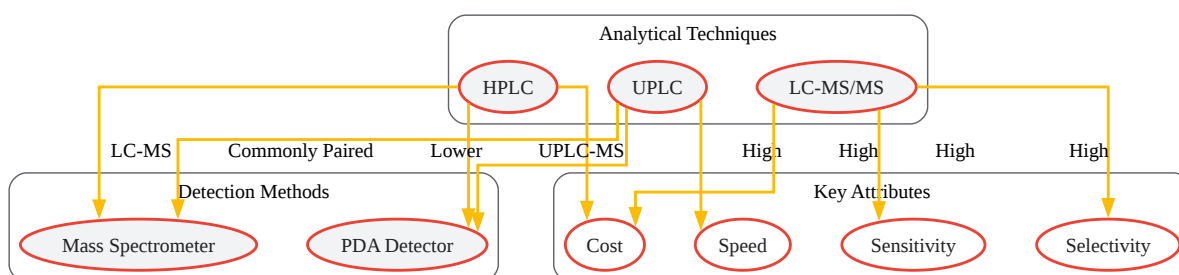 Analytical Techniques
HPLC
UPLC
LC-MS/MS
LC-MS
Commonly Paired
Lower
UPLC-MS
High
High
High
High
Detection Methods
Key Attributes
Mass Spectrometer
PDA Detector
Cost
Speed
Sensitivity
Selectivity